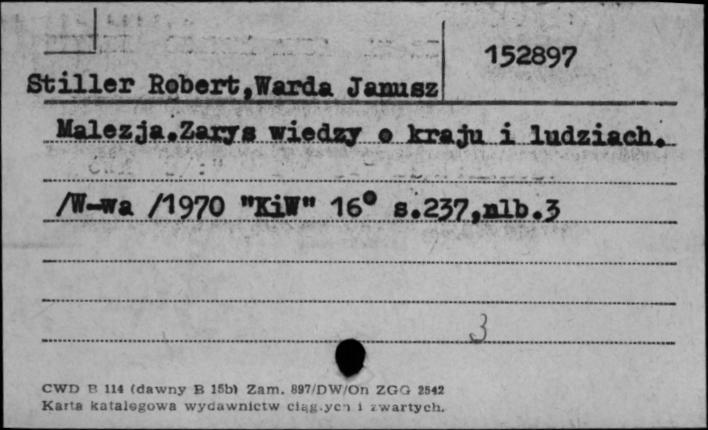 152897
Stiller Robert,Warda Janusz
Malezja.Zarys wiedzy o kraju i ludziach.
/W-wa /1970 "KiW" 16° s.237,nlb.3
3
CWD B 114 (dawny B 15b) Zam. 897/DW/On ZGG 2542
Karta katalogowa wydawnictw ciągłych i zwartych.